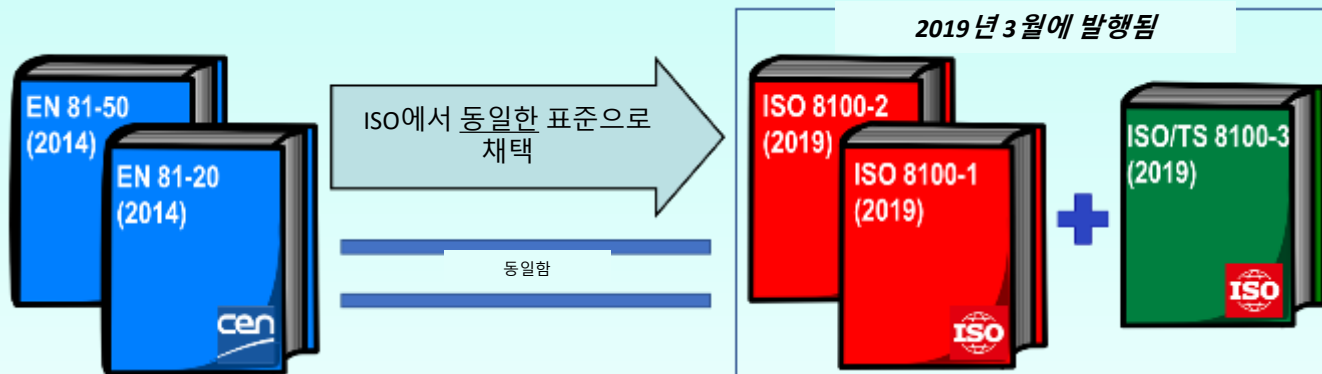 2019년 3월에 발행됨
EN 81-50
(2014)
EN 81-20
(2014)
cen
ISO에서 동일한 표준으로
채택
동일함
ISO 8100-2
(2019)
ISO 8100-1
(2019)
ISO
ISO/TS 8100-3
(2019)
ISO